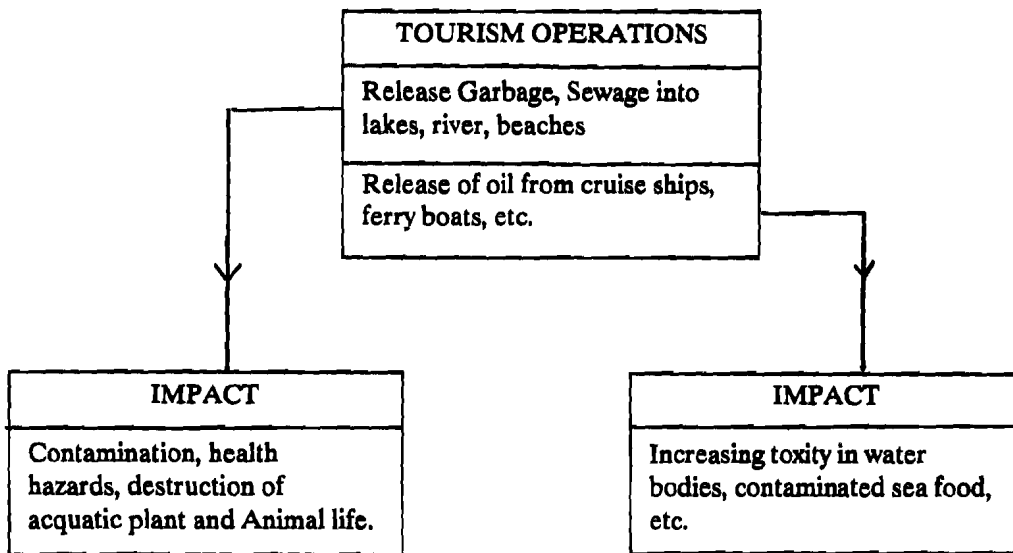 TOURISM OPERATIONS
Release Garbage, Sewage into
lakes, river, beaches
Release of oil from cruise ships,
ferry boats, etc.
IMPACT
Contamination, health
hazards, destruction of
acquatic plant and Animal life.
IMPACT
Increasing toxity in water
bodies, contaminated sea food,
etc.